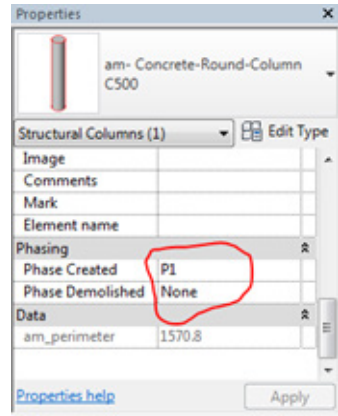 Properties
am- Concrete-Round-Column
C500
Structural Columns (1)
Edit Type
Image
Comments
Mark
Element name
Phasing
Phase Created P1
Phase Demolished None
Data
am_perimeter 1570.8
Properties help
Apply